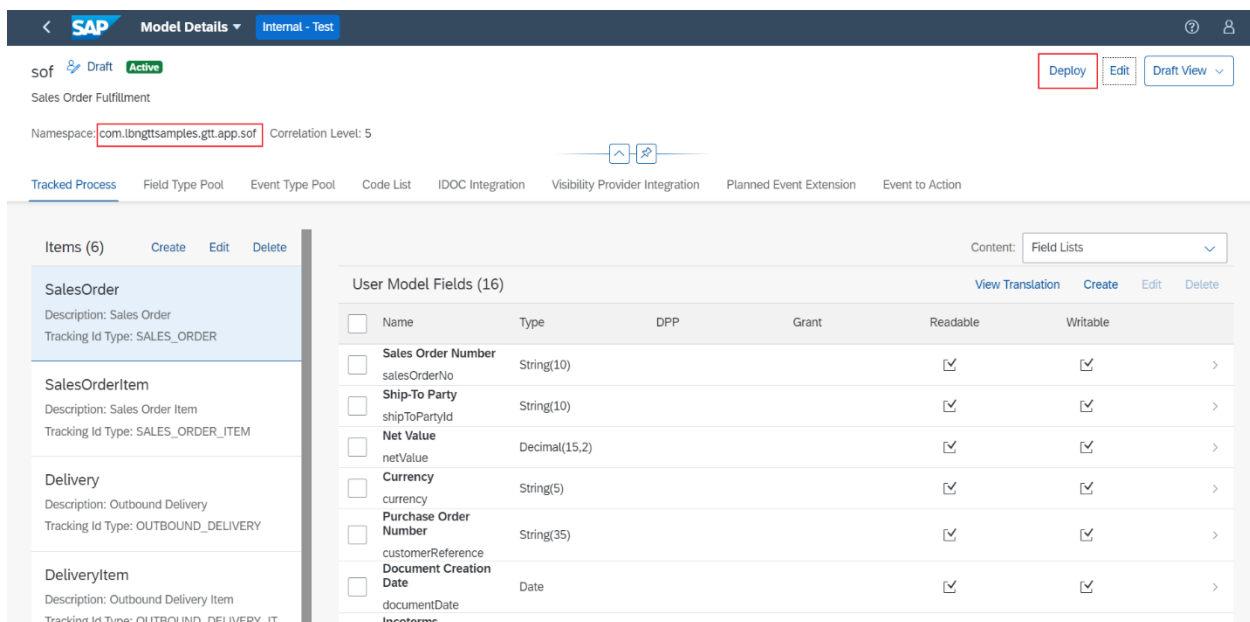 SAP Model Details Internal - Test
sof Draft Active
Deploy Edit Draft View
Sales Order Fulfillment
Namespace: com.lbngttsamples.gtt.app.sof Correlation Level: 5
Tracked Process Field Type Pool Event Type Pool Code List IDOC Integration Visibility Provider Integration Planned Event Extension Event to Action
Items (6) Create Edit Delete
SalesOrder
Description: Sales Order
Tracking Id Type: SALES_ORDER
SalesOrderItem
Description: Sales Order Item
Tracking Id Type: SALES_ORDER_ITEM
Delivery
Description: Outbound Delivery
Tracking Id Type: OUTBOUND_DELIVERY
DeliveryItem
Description: Outbound Delivery Item
Tracking Id Type: OUTBOUND_DELIVERY_IT
Content: Field Lists
User Model Fields (16) View Translation Create Edit Delete
Name Type DPP Grant Readable Writable
Sales Order Number
salesOrderNo
String(10)
Ship-To Party
shipToPartyId
String(10)
Net Value
netValue
Decimal(15,2)
Currency
currency
String(5)
Purchase Order
Number
customerReference
String(35)
Document Creation
Date
documentDate
Date
Incoterms